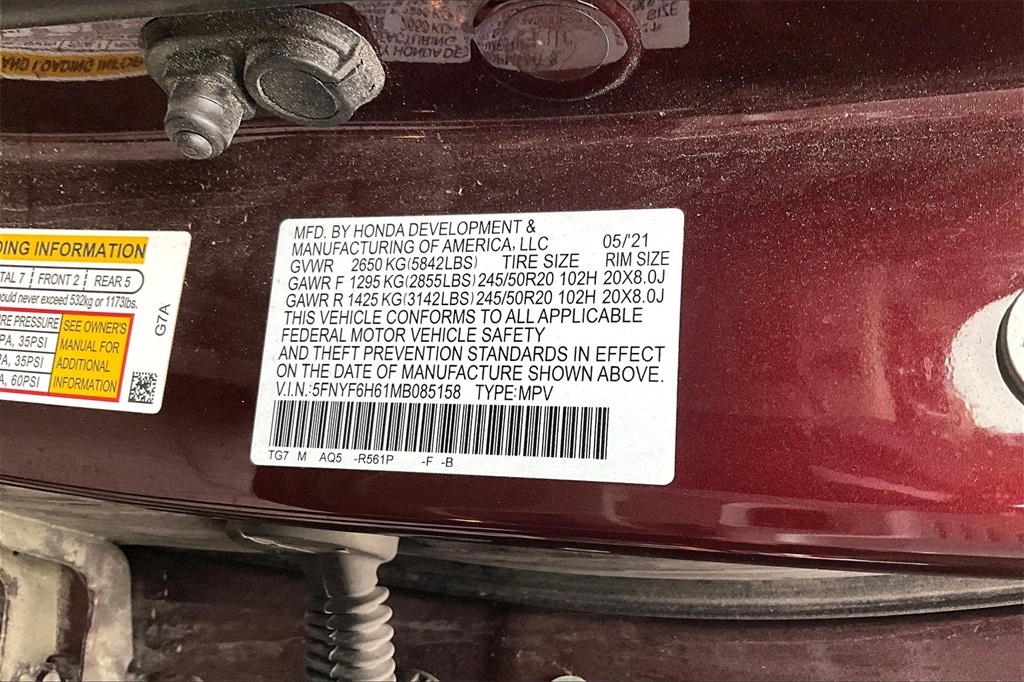 DING INFORMATION
TAL 7 FRONT 2 REAR 5
ould never exceed 532kg or 1173lbs.
RE PRESSURE
PA, 35PSI
PA, 35PSI
A, 60PSI
SEE OWNER'S
MANUAL FOR
ADDITIONAL
INFORMATION
G7A
MFD. BY HONDA DEVELOPMENT &
MANUFACTURING OF AMERICA, LLC 05/'21
GVWR 2650 KG(5842LBS) TIRE SIZE RIM SIZE
GAWR F 1295 KG(2855LBS) 245/50R20 102H 20X8.0J
GAWR R 1425 KG(3142LBS) 245/50R20 102H 20X8.0J
THIS VEHICLE CONFORMS TO ALL APPLICABLE
FEDERAL MOTOR VEHICLE SAFETY
AND THEFT PREVENTION STANDARDS IN EFFECT
ON THE DATE OF MANUFACTURE SHOWN ABOVE.
V.I.N.:5FNYF6H61MB085158 TYPE:MPV
TG7 M AQ5 -R561P -F -B